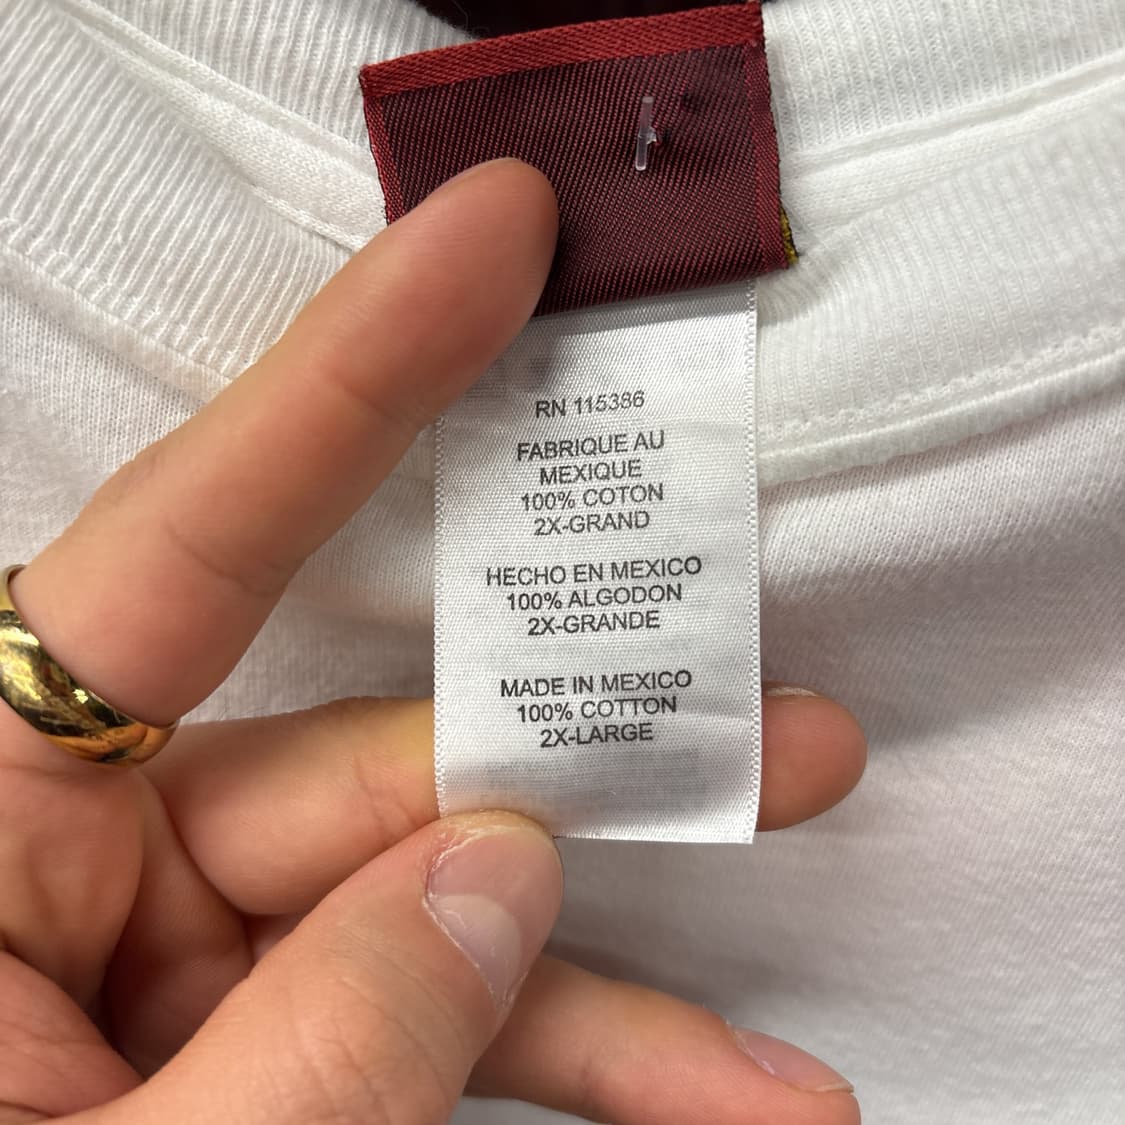 RN 115386
FABRIQUE AU
MEXIQUE
100% COTON
2X-GRAND
HECHO EN MEXICO
100% ALGODON
2X-GRANDE
MADE IN MEXICO
100% COTTON
2X-LARGE